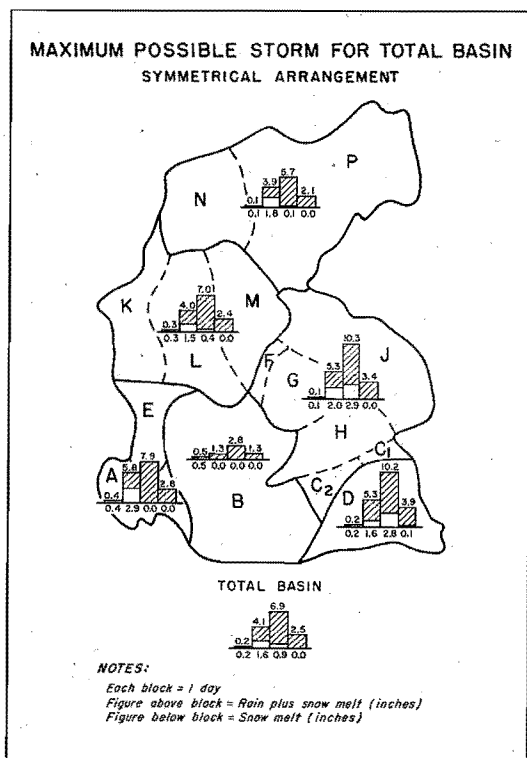 MAXIMUM POSSIBLE STORM FOR TOTAL BASIN
SYMMETRICAL ARRANGEMENT
P
N
5.7
3.9
2.1
0.1
0.1 1.8 0.1 0.0
K
M
7.0
4.0
2.4
0.3
0.3 1.5 0.4 0.0
L
J
F
10.3
G
5.3
3.4
0.1
0.1 2.0 2.9 0.0
E
H
2.8
0.5 1.3 1.3
0.5 0.0 0.0 0.0
C1
A
7.9
5.8
2.8
0.4
0.4 2.9 0.0 0.0
B
C2
D
10.2
5.3
3.9
0.2
0.2 1.6 2.8 0.1
TOTAL BASIN
6.9
4.1
2.5
0.2
0.2 1.6 0.9 0.0
NOTES:
Each block = 1 day
Figure above block = Rain plus snow melt (inches)
Figure below block = Snow melt (inches)